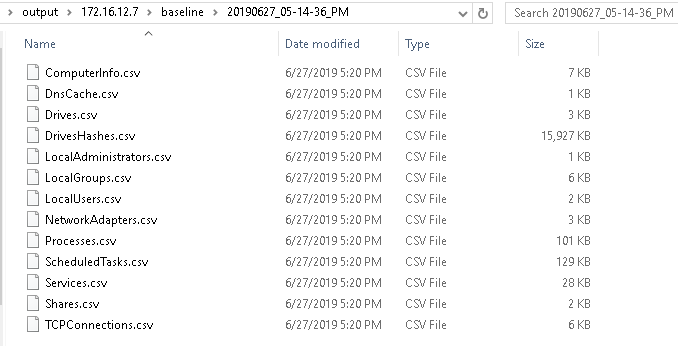 output > 172.16.12.7 > baseline > 20190627_05-14-36_PM Search 20190627_05-14-36_PM
Name Date modified Type Size
ComputerInfo.csv 6/27/2019 5:20 PM CSV File 7 KB
DnsCache.csv 6/27/2019 5:20 PM CSV File 1 KB
Drives.csv 6/27/2019 5:20 PM CSV File 3 KB
DrivesHashes.csv 6/27/2019 5:20 PM CSV File 15,927 KB
LocalAdministrators.csv 6/27/2019 5:20 PM CSV File 1 KB
LocalGroups.csv 6/27/2019 5:20 PM CSV File 6 KB
LocalUsers.csv 6/27/2019 5:20 PM CSV File 2 KB
NetworkAdapters.csv 6/27/2019 5:20 PM CSV File 3 KB
Processes.csv 6/27/2019 5:20 PM CSV File 101 KB
ScheduledTasks.csv 6/27/2019 5:20 PM CSV File 129 KB
Services.csv 6/27/2019 5:20 PM CSV File 28 KB
Shares.csv 6/27/2019 5:20 PM CSV File 2 KB
TCPConnections.csv 6/27/2019 5:20 PM CSV File 6 KB